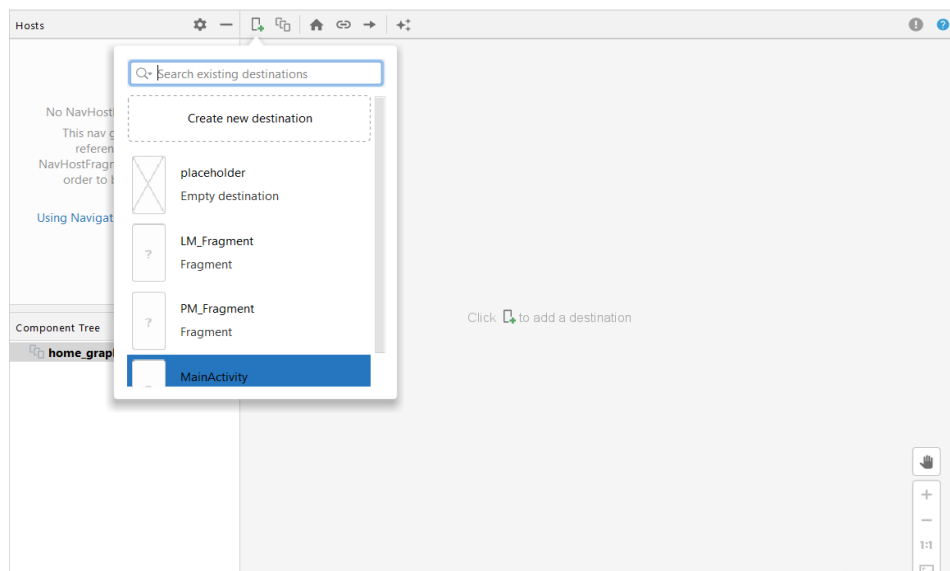 Hosts
Search existing destinations
Create new destination
No NavHost
This nav g
placeholder
referen
Empty destination
NavHostFragr
order to b
Using Navigat
LM_Fragment
?
Fragment
PM_Fragment
?
Fragment
Click to add a destination
Component Tree
home_grap
MainActivity
1:1